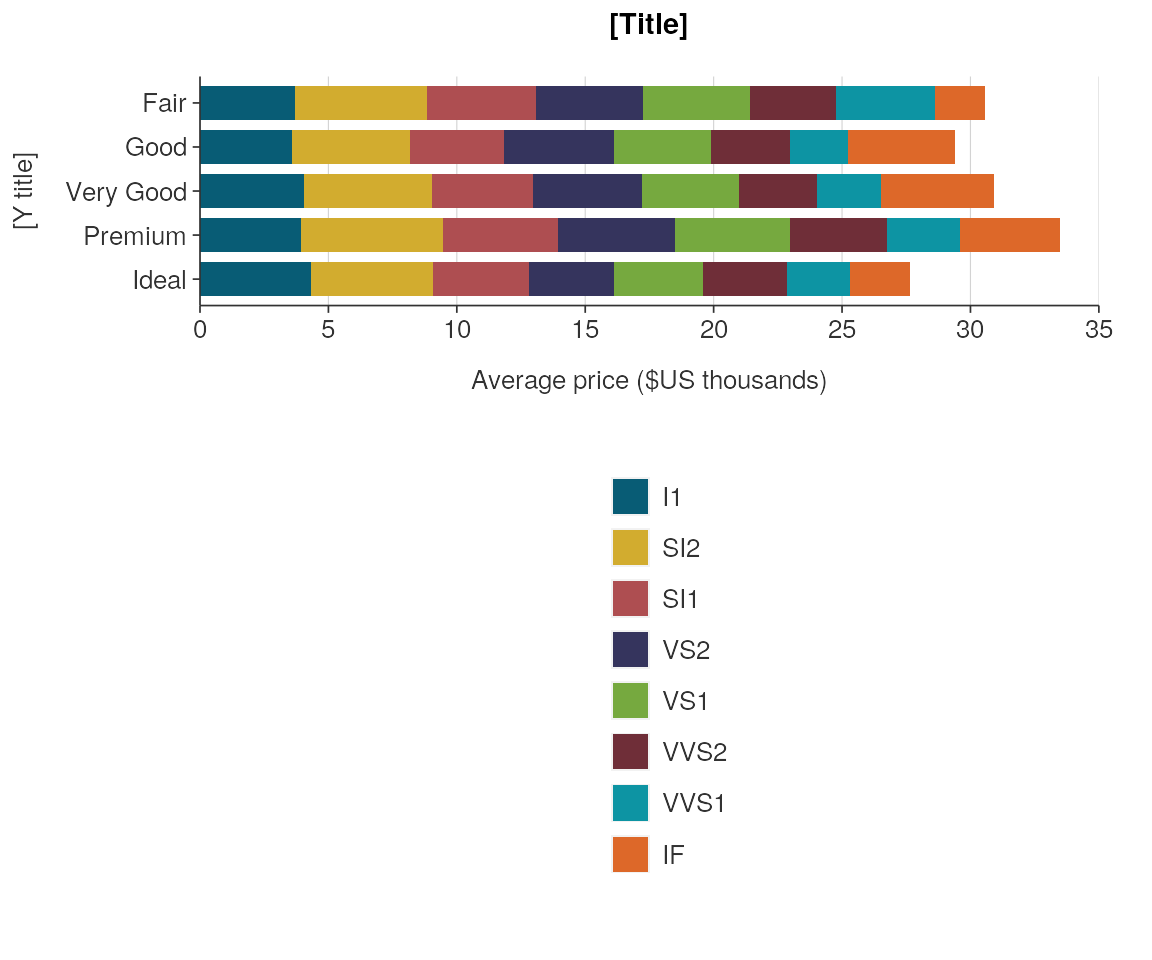 [Title]
[Y title]
Fair
Good
Very Good
Premium
Ideal
0 5 10 15 20 25 30 35
Average price ($US thousands)
I1
SI2
SI1
VS2
VS1
VVS2
VVS1
IF